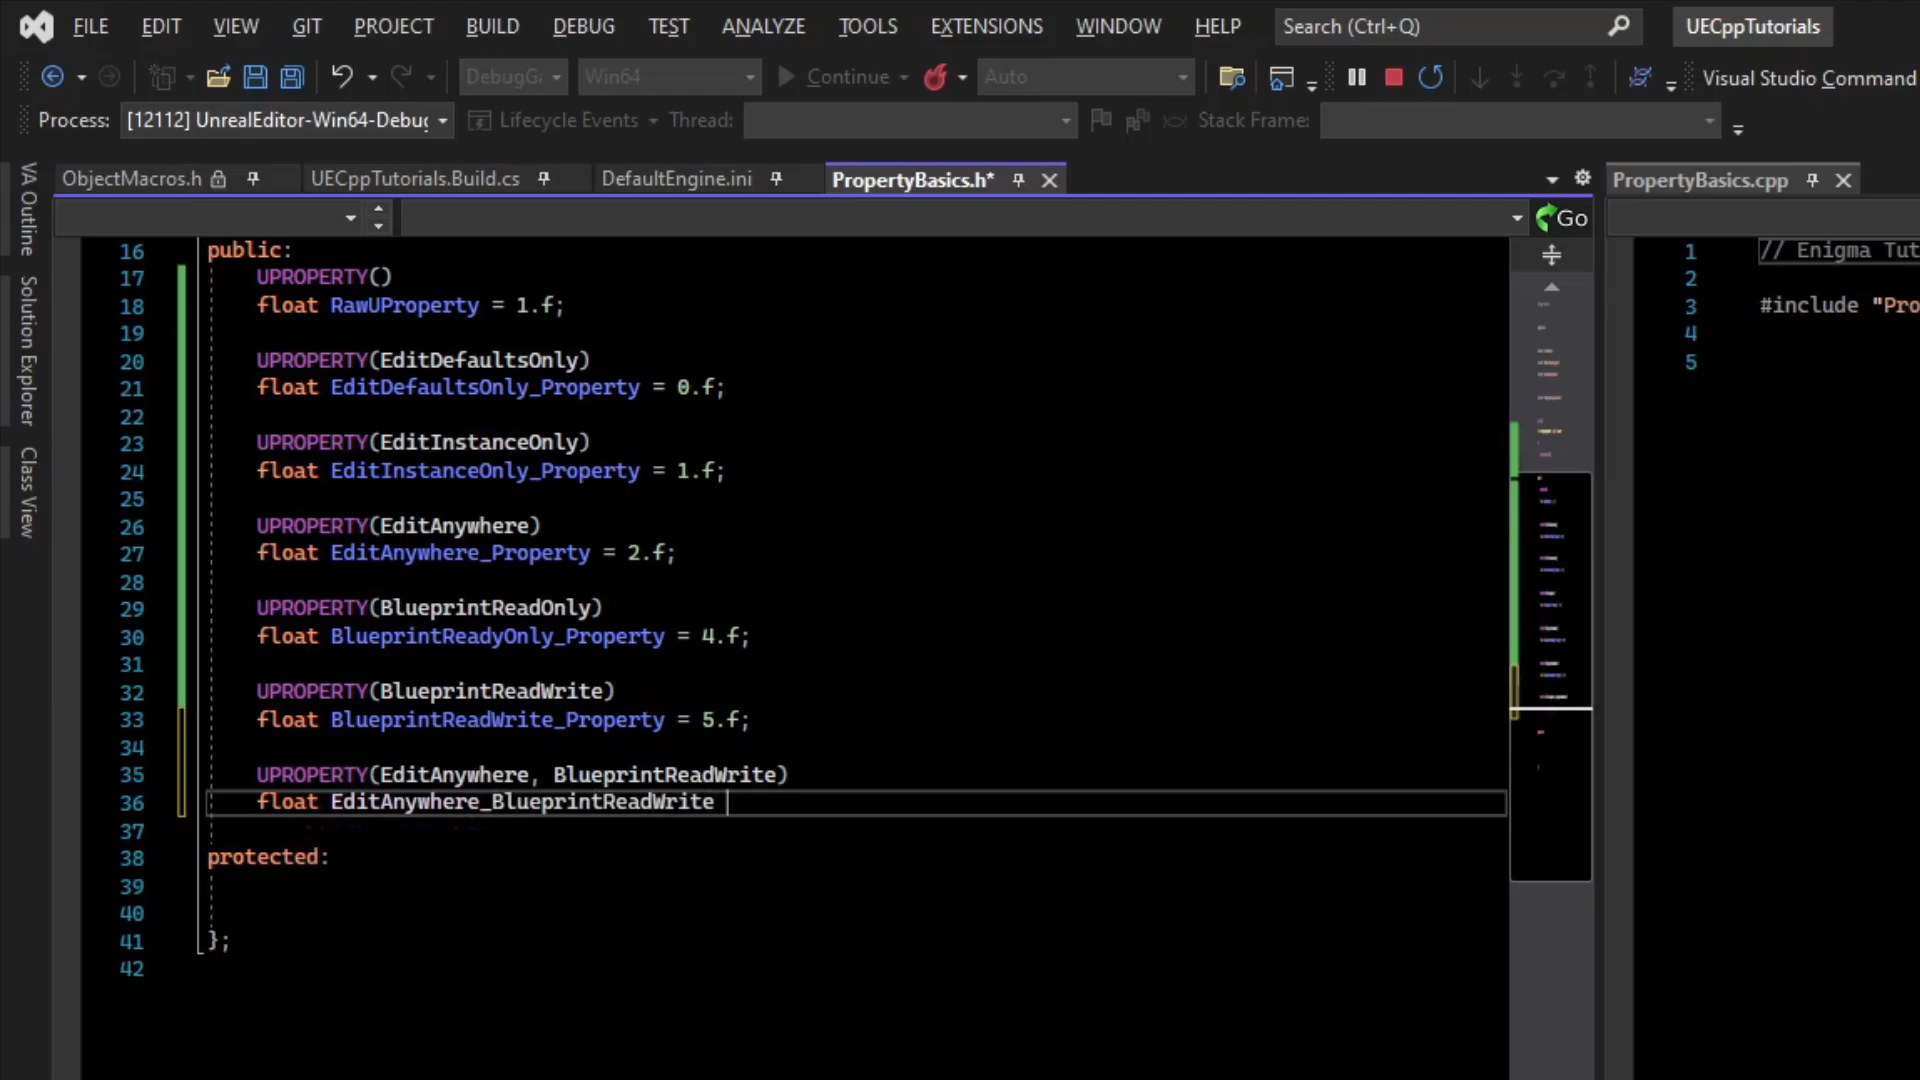 FILE EDIT VIEW GIT PROJECT BUILD DEBUG TEST ANALYZE TOOLS EXTENSIONS WINDOW HELP Search (Ctrl+Q) UECppTutorials
DebugG Win64 Continue Auto Visual Studio Command
Process: [12112] UnrealEditor-Win64-Debug Lifecycle Events Thread: Stack Frame:
VA Outline
Solution Explorer
Class View
ObjectMacros.h UECppTutorials.Build.cs DefaultEngine.ini PropertyBasics.h*
Go
16 public:
17 UPROPERTY()
18 float RawUProperty = 1.f;
19
20 UPROPERTY(EditDefaultsOnly)
21 float EditDefaultsOnly_Property = 0.f;
22
23 UPROPERTY(EditInstanceOnly)
24 float EditInstanceOnly_Property = 1.f;
25
26 UPROPERTY(EditAnywhere)
27 float EditAnywhere_Property = 2.f;
28
29 UPROPERTY(BlueprintReadOnly)
30 float BlueprintReadyOnly_Property = 4.f;
31
32 UPROPERTY(BlueprintReadWrite)
33 float BlueprintReadWrite_Property = 5.f;
34
35 UPROPERTY(EditAnywhere, BlueprintReadWrite)
36 float EditAnywhere_BlueprintReadWrite
37
38 protected:
39
40
41 };
42
PropertyBasics.cpp
1 // Enigma Tut
2
3 #include "Pro
4
5